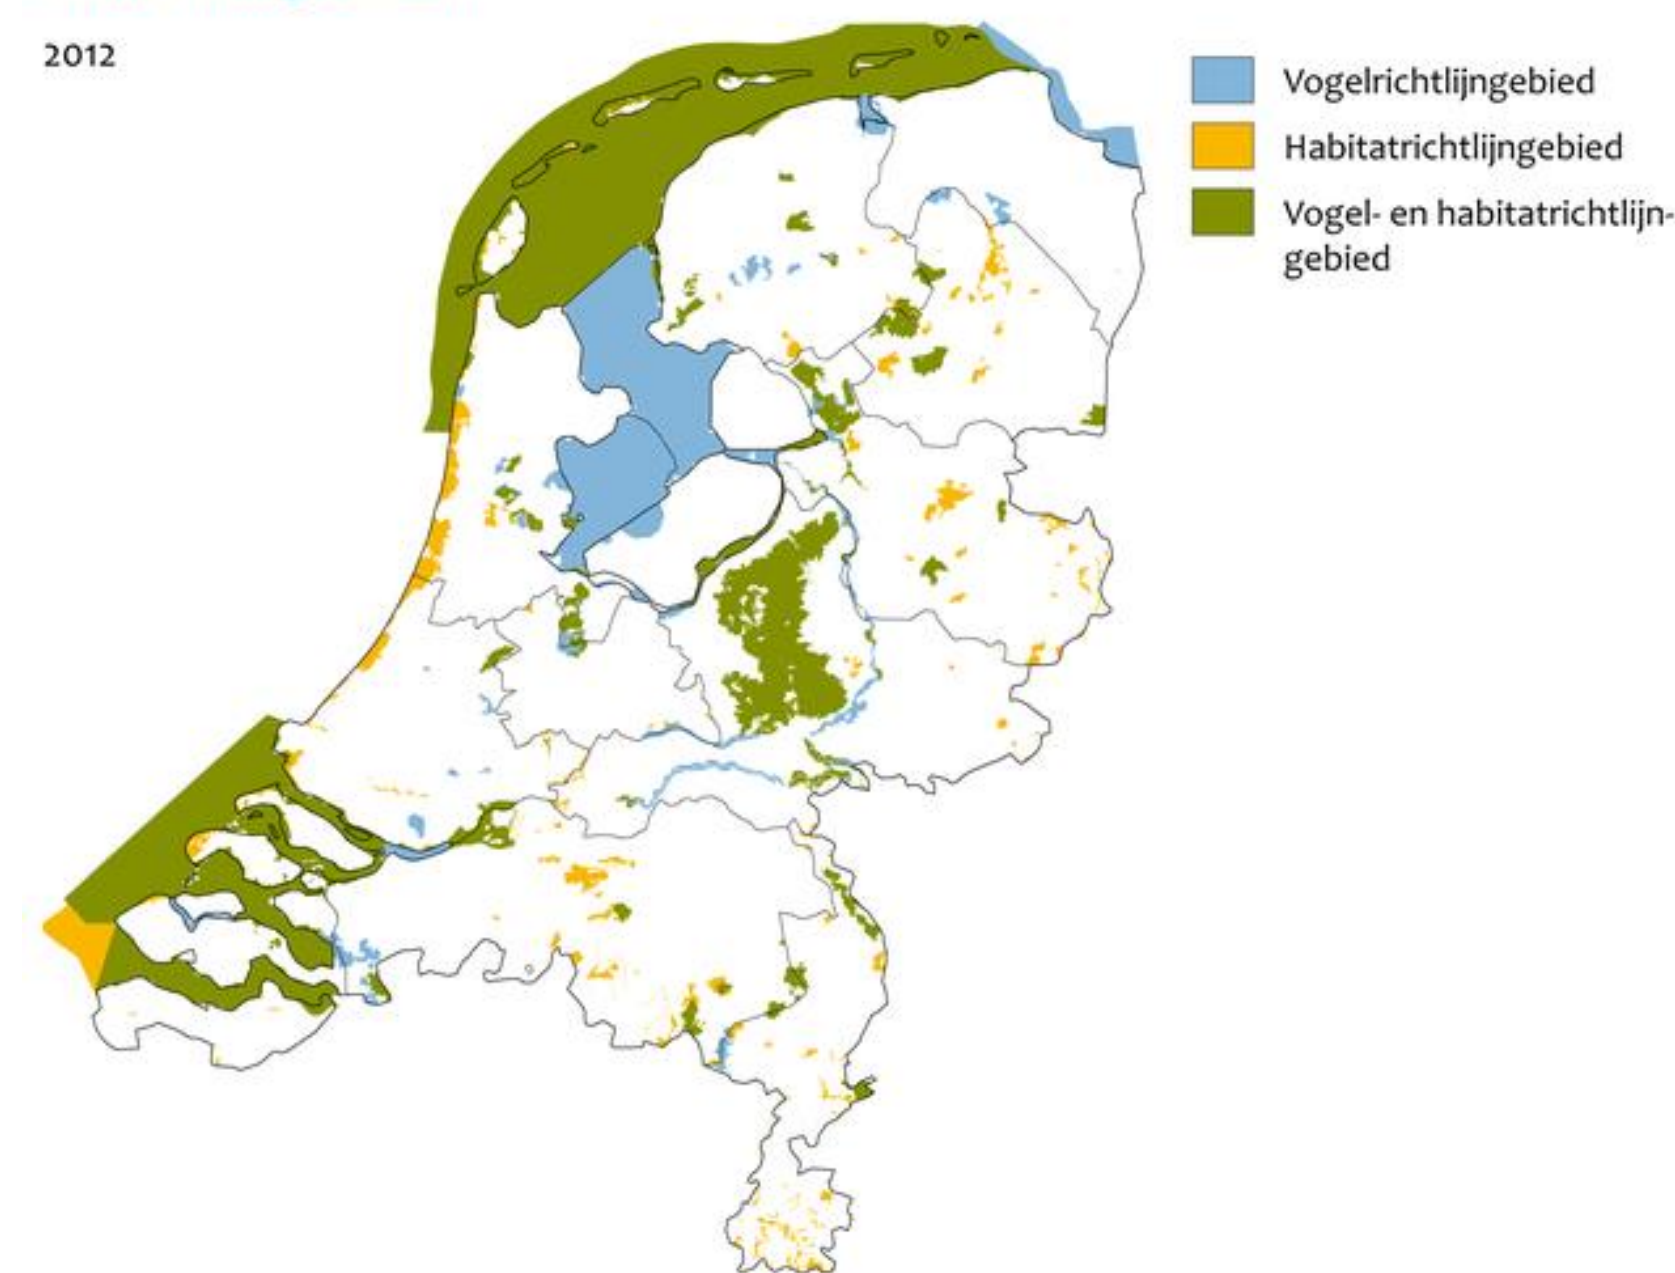 2012
Vogelrichtlijngebied
Habitatrichtlijngebied
Vogel- en habitatrichtlijn-
gebied